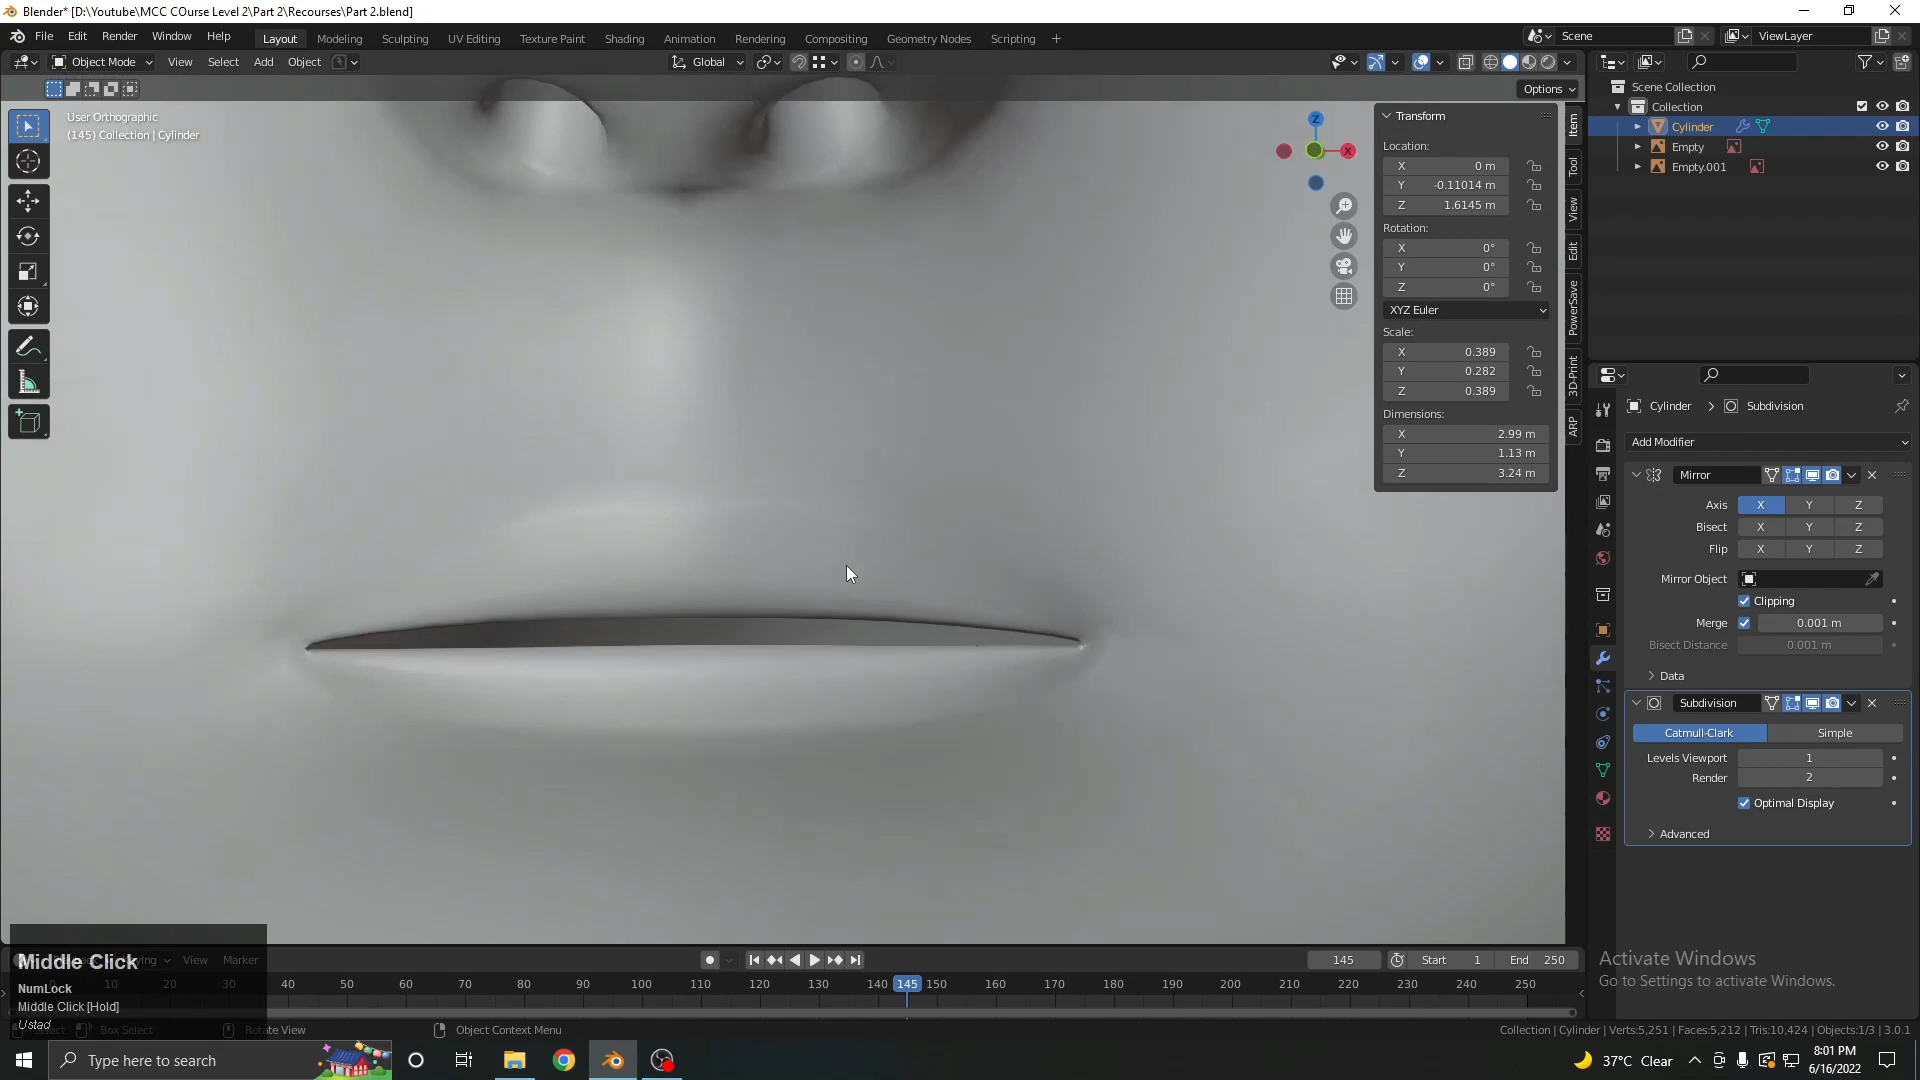 Blender* [D:\Youtube\MCC COurse Level 2\Part 2\Recourses\Part 2.blend]
File Edit Render Window Help
Layout Modeling Sculpting UV Editing Texture Paint Shading Animation Rendering Compositing Geometry Nodes Scripting
Scene
ViewLayer
Object Mode View Select Add Object
Global
Options
User Orthographic
(145) Collection | Cylinder
Z
X
Transform
Location:
X 0 m
Y -0.11014 m
Z 1.6145 m
Rotation:
X 0°
Y 0°
Z 0°
XYZ Euler
Scale:
X 0.389
Y 0.282
Z 0.389
Dimensions:
X 2.99 m
Y 1.13 m
Z 3.24 m
Item
Tool
View
Edit
PowerSave
3D-Print
ARP
Scene Collection
Collection
Cylinder
Empty
Empty.001
Cylinder > Subdivision
Add Modifier
Mirror
Axis X Y Z
Bisect X Y Z
Flip X Y Z
Mirror Object
Clipping
Merge 0.001 m
Bisect Distance 0.001 m
Data
Subdivision
Catmull-Clark Simple
Levels Viewport 1
Render 2
Optimal Display
Advanced
Activate Windows
Go to Settings to activate Windows.
Middle Click
NumLock
Middle Click [Hold]
Ustad
View Marker
145
Start 1
End 250
10 20 30 40 50 60 70 80 90 100 110 120 130 140 145 150 160 170 180 190 200 210 220 230 240 250
Box Select
Rotate View
Object Context Menu
Collection | Cylinder | Verts:5,251 | Faces:5,212 | Tris:10,424 | Objects:1/3 | 3.0.1
Type here to search
37°C Clear
8:01 PM
6/16/2022